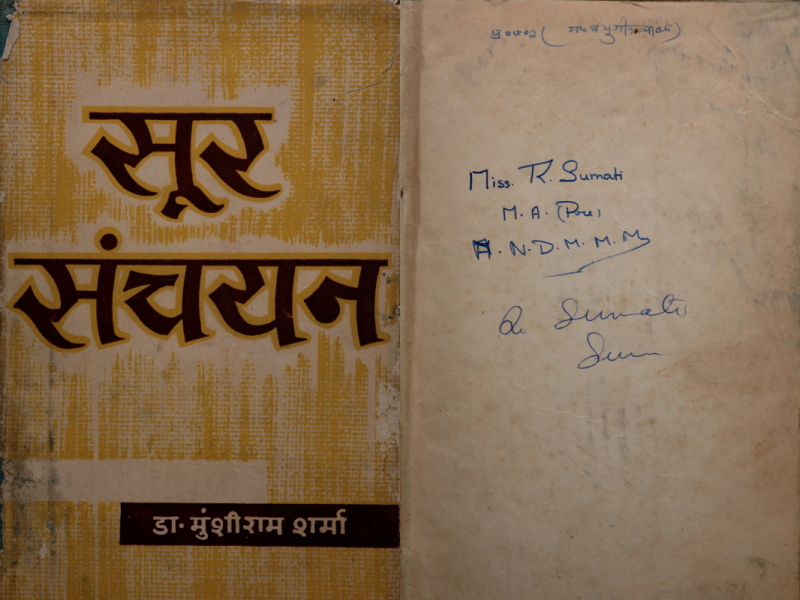 सूर
संचयन
डा. मुंशीराम शर्मा
Miss. R. Sumati
M. A. (Pre)
H. N. D. M. M. M
R. Sumati